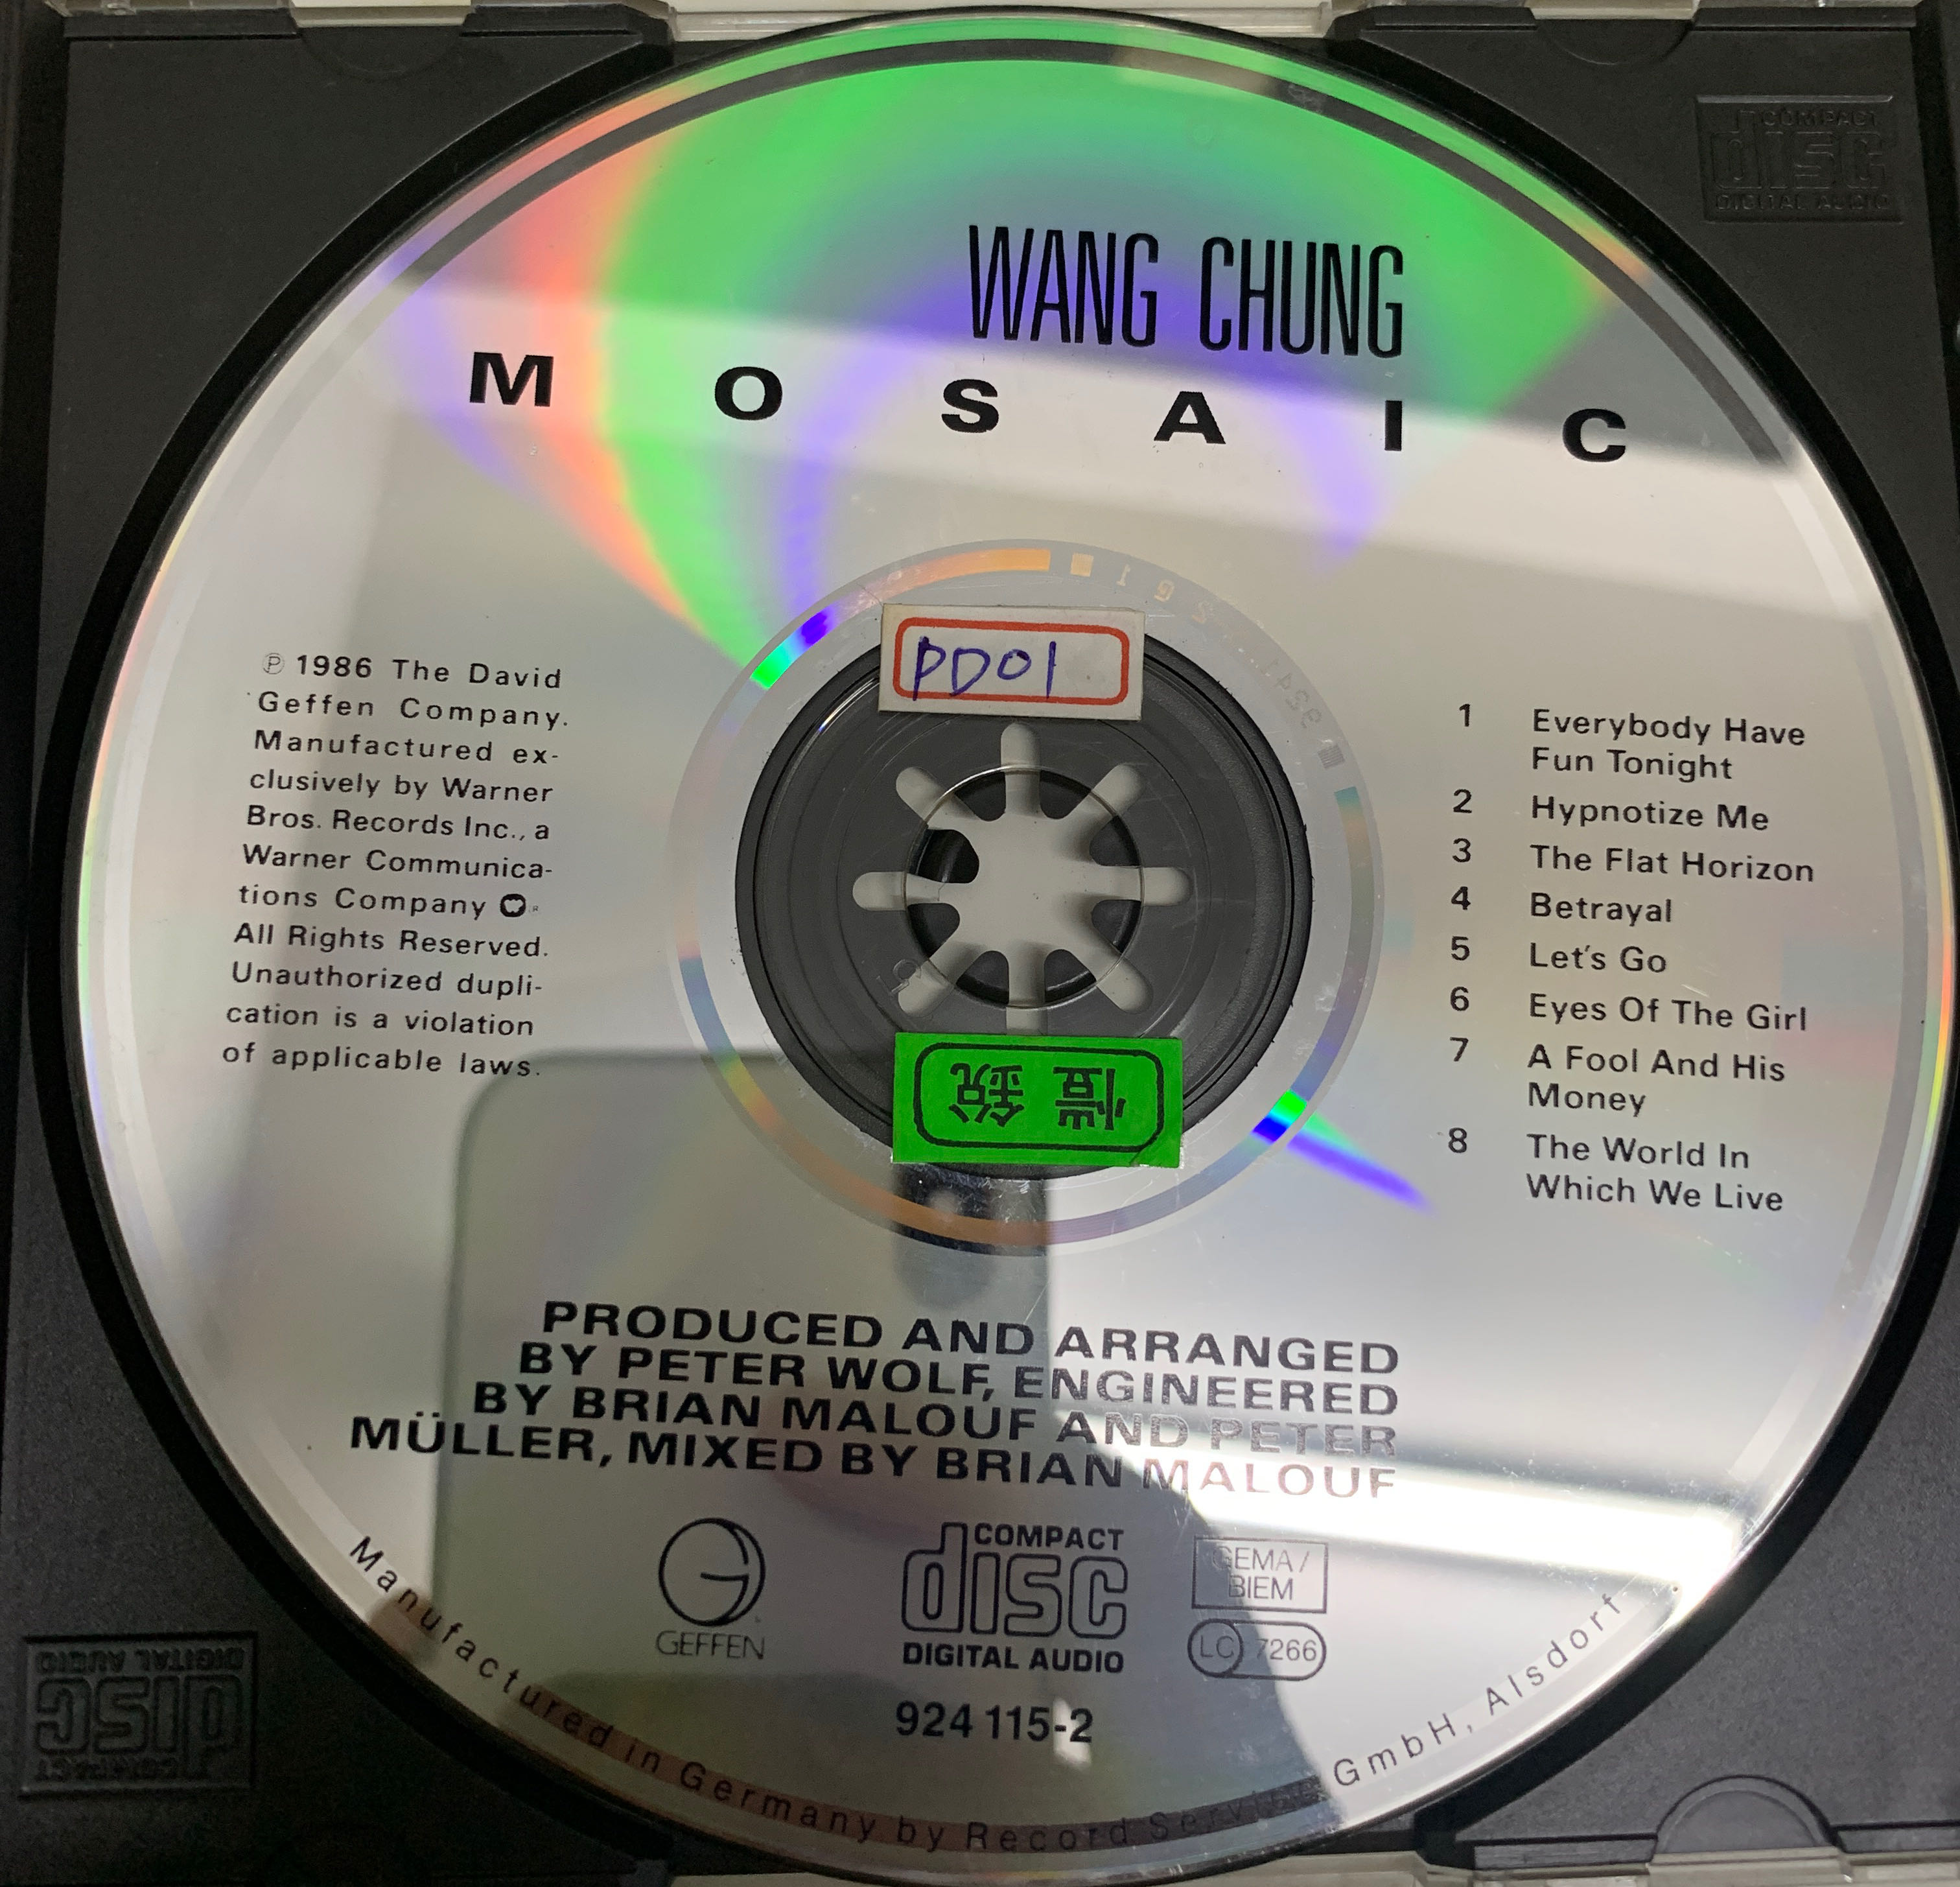 WANG CHUNG
MOSAIC
PD01
℗ 1986 The David
Geffen Company.
Manufactured ex-
clusively by Warner
Bros. Records Inc., a
Warner Communica-
tions Company
All Rights Reserved.
Unauthorized dupli-
cation is a violation
of applicable laws.
1 Everybody Have
Fun Tonight
2 Hypnotize Me
3 The Flat Horizon
4 Betrayal
5 Let's Go
6 Eyes Of The Girl
7 A Fool And His
Money
8 The World In
Which We Live
PRODUCED AND ARRANGED
BY PETER WOLF, ENGINEERED
BY BRIAN MALOUF AND PETER
MÜLLER, MIXED BY BRIAN MALOUF
GEFFEN
COMPACT
disc
DIGITAL AUDIO
GEMA/
BIEM
LC 7266
924 115-2
Manufactured in Germany by Record Service GmbH, Alsdorf
COMPACT
disc
DIGITAL AUDIO
COMPACT
disc
DIGITAL AUDIO